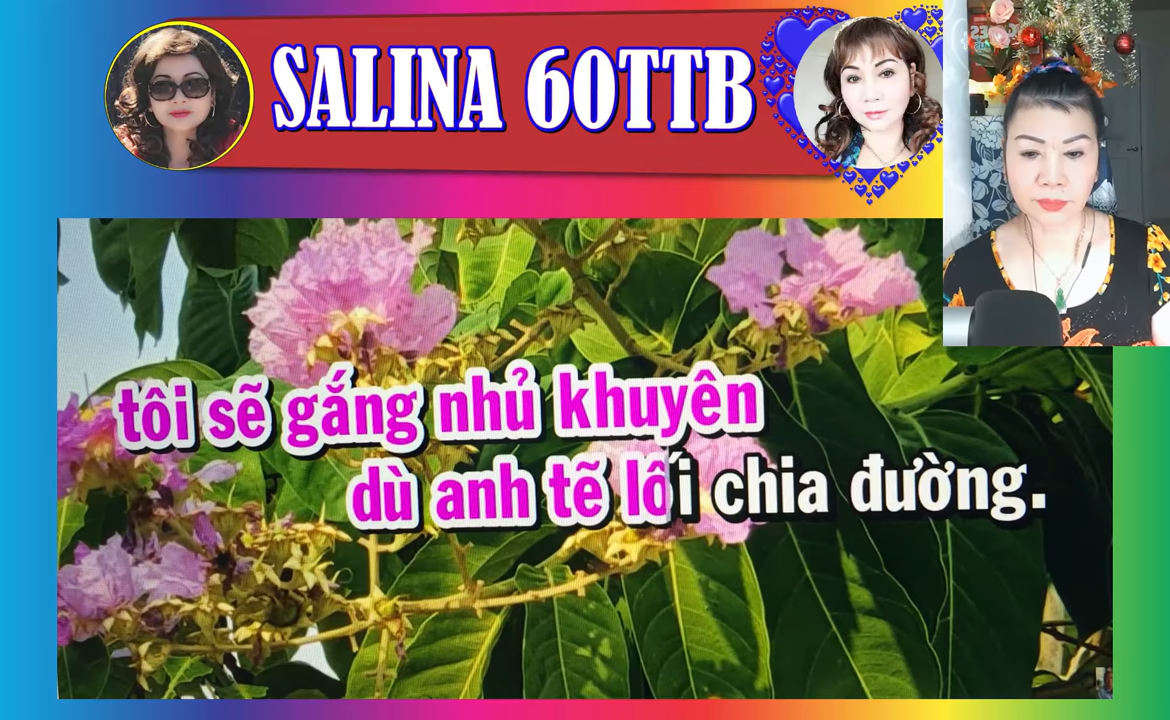 SALINA 60TTB
tôi sẽ gắng nhủ khuyên
dù anh tẽ lối chia đường.